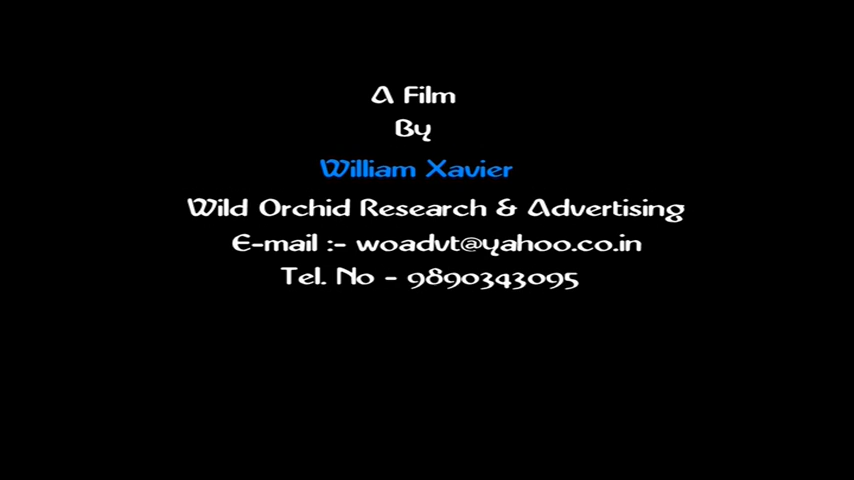 A Film
By
William Xavier
Wild Orchid Research & Advertising
E-mail :- woadvt@yahoo.co.in
Tel. No - 9890343095